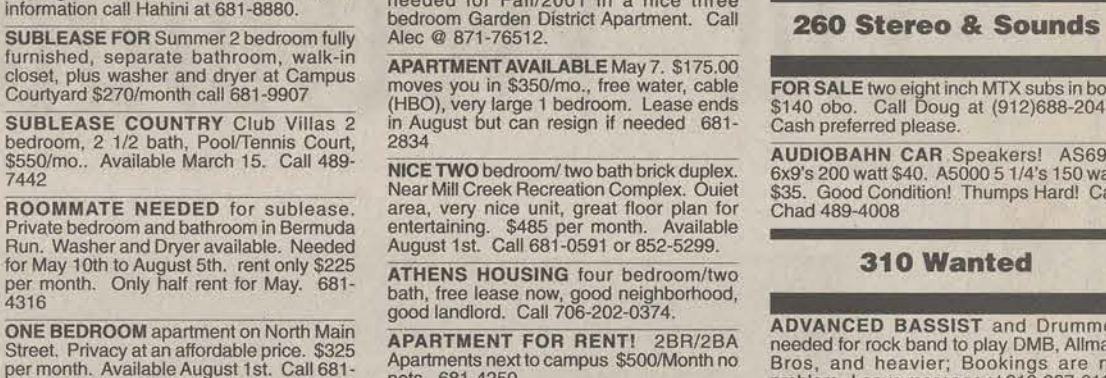 information call Hahini at 681-8880.
SUBLEASE FOR Summer 2 bedroom fully
furnished, separate bathroom, walk-in
closet, plus washer and dryer at Campus
Courtyard $270/month call 681-9907
SUBLEASE COUNTRY Club Villas 2
bedroom, 2 1/2 bath, Pool/Tennis Court,
$550/mo.. Available March 15. Call 489-
7442
ROOMMATE NEEDED for sublease.
Private bedroom and bathroom in Bermuda
Run. Washer and Dryer available. Needed
for May 10th to August 5th. rent only $225
per month. Only half rent for May. 681-
4316
ONE BEDROOM apartment on North Main
Street. Privacy at an affordable price. $325
per month. Available August 1st. Call 681-
needed for Fall/2001 in a nice three
bedroom Garden District Apartment. Call
Alec @ 871-76512.
APARTMENT AVAILABLE May 7. $175.00
moves you in $350/mo., free water, cable
(HBO), very large 1 bedroom. Lease ends
in August but can resign if needed 681-
2834
NICE TWO bedroom/ two bath brick duplex.
Near Mill Creek Recreation Complex. Quiet
area, very nice unit, great floor plan for
entertaining. $485 per month. Available
August 1st. Call 681-0591 or 852-5299.
ATHENS HOUSING four bedroom/two
bath, free lease now, good neighborhood,
good landlord. Call 706-202-0374.
APARTMENT FOR RENT! 2BR/2BA
Apartments next to campus $500/Month no
pets 681-4259
260 Stereo & Sounds
FOR SALE two eight inch MTX subs in bo
$140 obo. Call Doug at (912)688-204
Cash preferred please.
AUDIOBAHN CAR Speakers! AS69
6x9's 200 watt $40. A5000 5 1/4's 150 wa
$35. Good Condition! Thumps Hard! Ca
Chad 489-4008
310 Wanted
ADVANCED BASSIST and Drumme
needed for rock band to play DMB, Allma
Bros, and heavier; Bookings are n